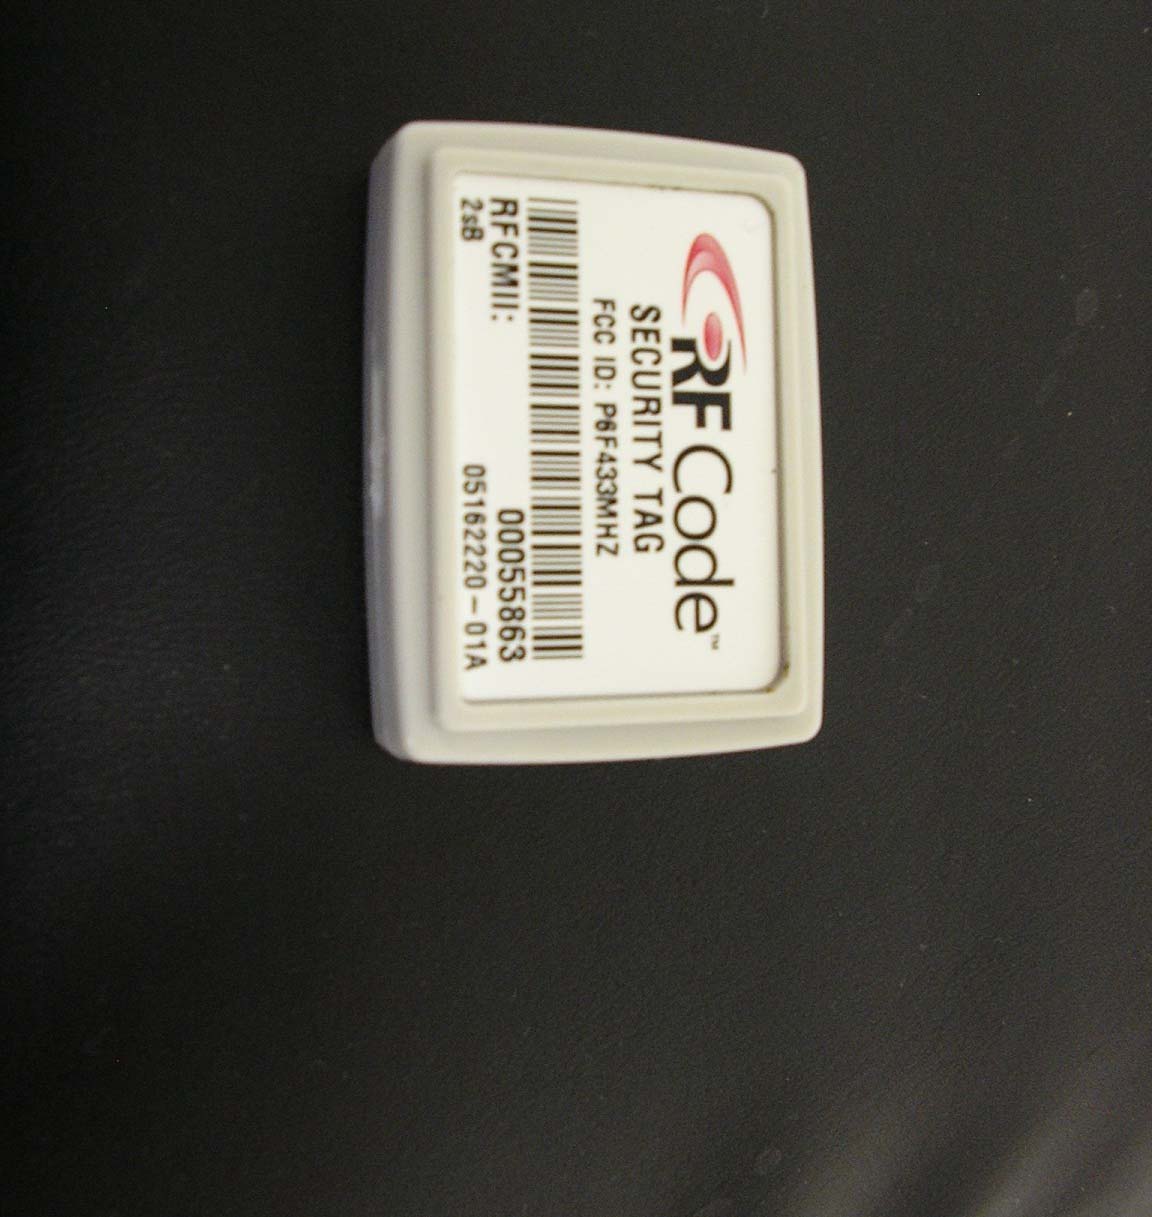 RF Code™
SECURITY TAG
FCC ID: P6F433MHZ
RFCMII: 00055863
2sB 05162220-01A